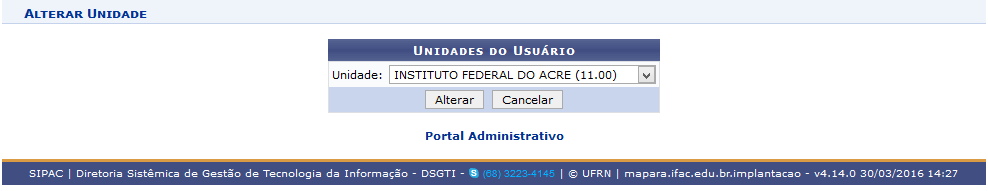 ALTERAR UNIDADE
UNIDADES DO USUÁRIO
Unidade: INSTITUTO FEDERAL DO ACRE (11.00)
Alterar Cancelar
Portal Administrativo
SIPAC | Diretoria Sistêmica de Gestão de Tecnologia da Informação - DSGTI - (68) 3223-4145 | © UFRN | mapara.ifac.edu.br.implantacao - v4.14.0 30/03/2016 14:27